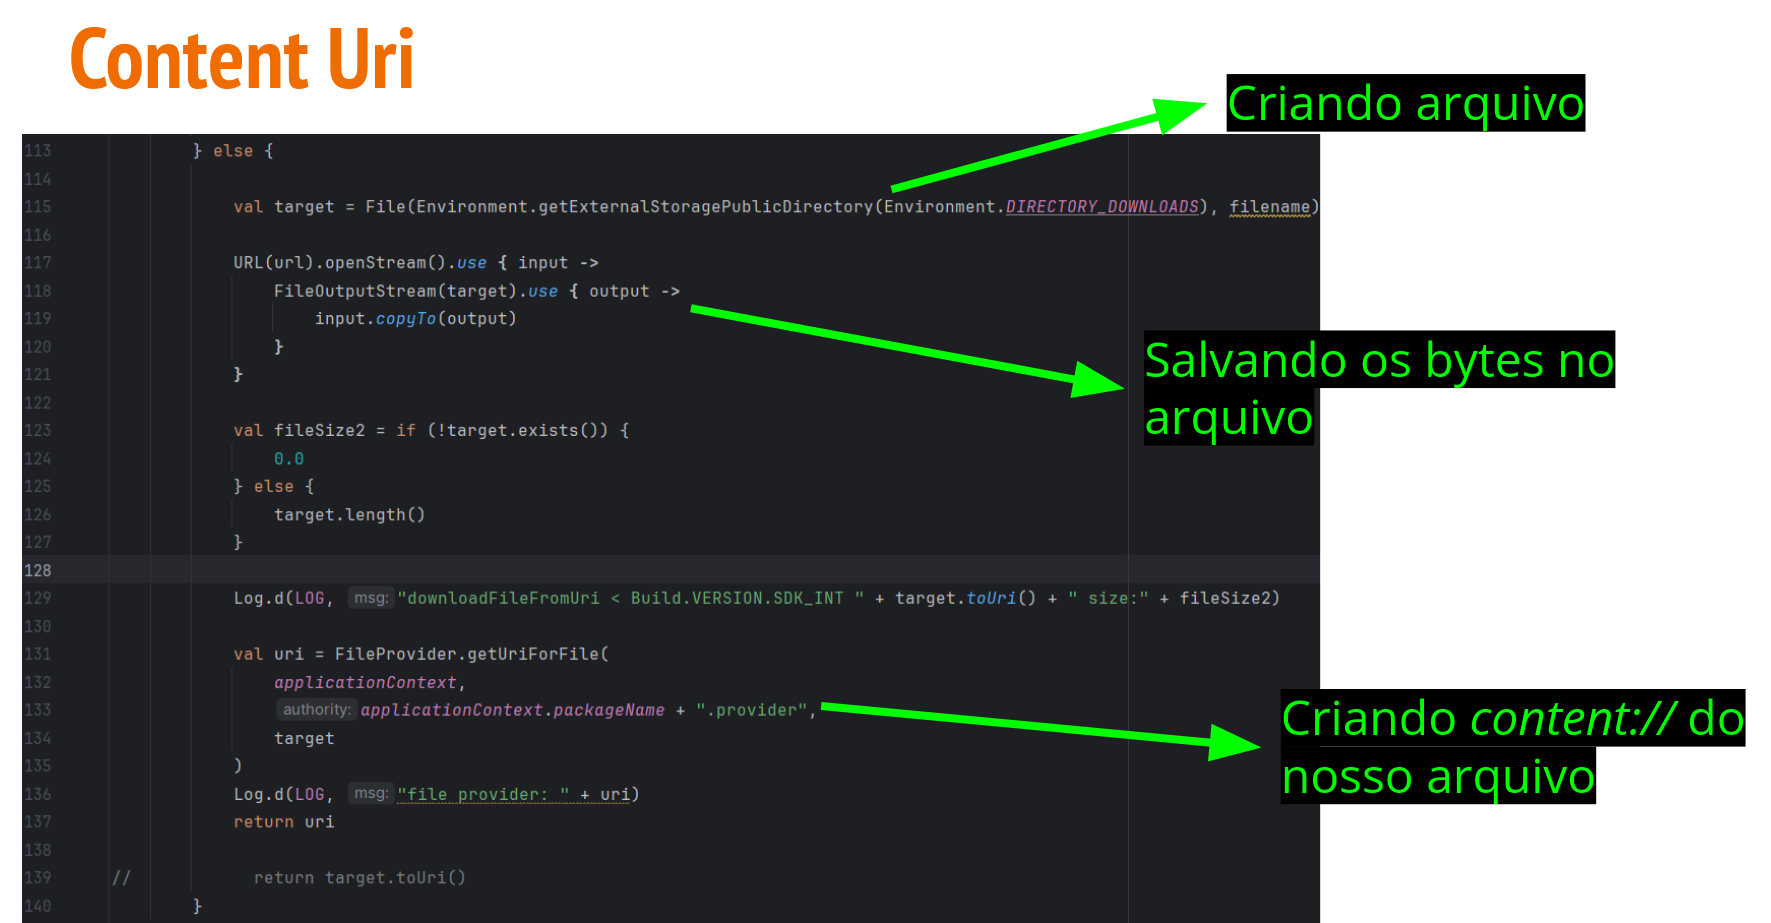 Content Uri
Criando arquivo
113 } else {
114
115 val target = File(Environment.getExternalStoragePublicDirectory(Environment.DIRECTORY_DOWNLOADS), filename)
116
117 URL(url).openStream().use { input ->
118 FileOutputStream(target).use { output ->
119 input.copyTo(output)
120 }
121 }
122
123 val fileSize2 = if (!target.exists()) {
124 0.0
125 } else {
126 target.length()
127 }
128
129 Log.d(LOG, msg: "downloadFileFromUri < Build.VERSION.SDK_INT " + target.toUri() + " size:" + fileSize2)
130
131 val uri = FileProvider.getUriForFile(
132 applicationContext,
133 authority: applicationContext.packageName + ".provider",
134 target
135 )
136 Log.d(LOG, msg: "file provider: " + uri)
137 return uri
138
139 // return target.toUri()
140 }
Salvando os bytes no
arquivo
Criando content:// do
nosso arquivo